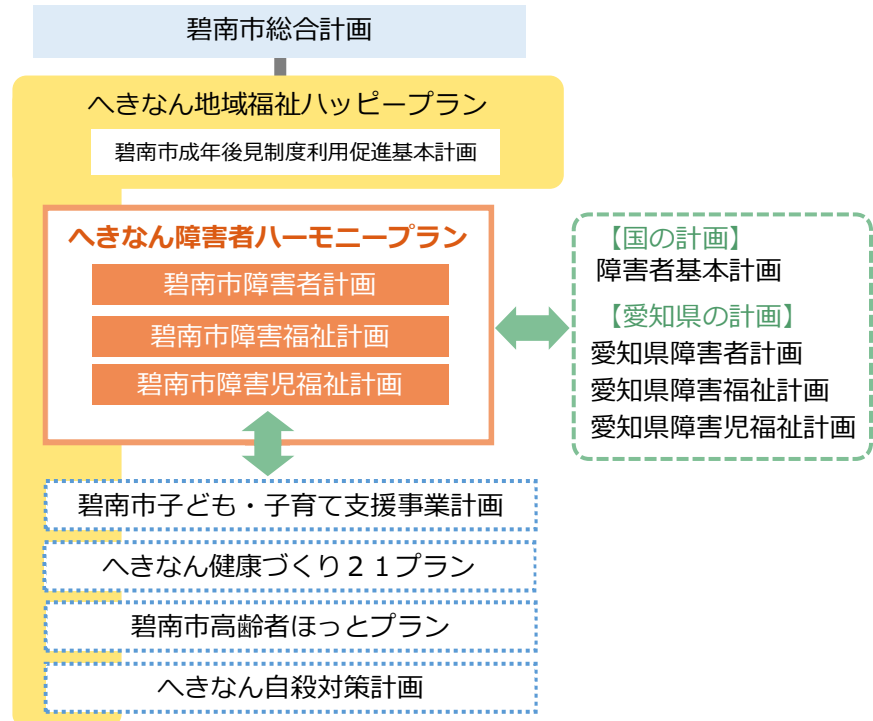 碧南市総合計画
へきなん地域福祉ハッピープラン
碧南市成年後見制度利用促進基本計画
へきなん障害者ハーモニープラン
碧南市障害者計画
碧南市障害福祉計画
碧南市障害児福祉計画
【国の計画】
障害者基本計画
【愛知県の計画】
愛知県障害者計画
愛知県障害福祉計画
愛知県障害児福祉計画
碧南市子ども・子育て支援事業計画
へきなん健康づくり２１プラン
碧南市高齢者ほっとプラン
へきなん自殺対策計画